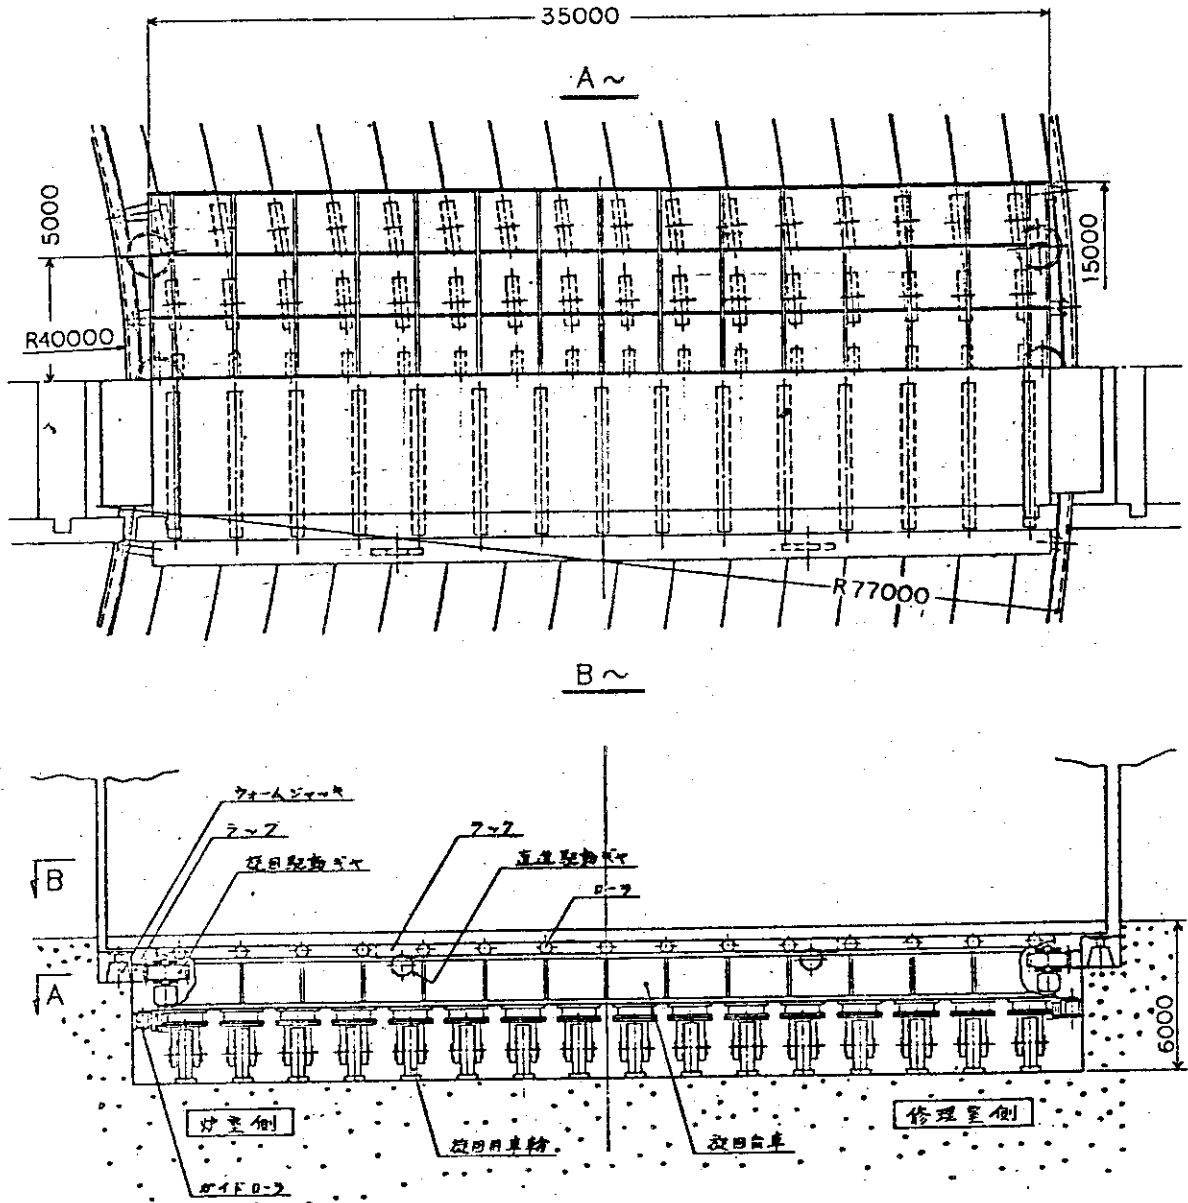 35000
A～
5000
15000
R40000
R77000
B～
ウォームジャッキ
ラック
ラック
旋回駆動ギヤ
直進駆動ギヤ
ローラ
B
A
6000
炉室側
修理室側
旋回用車輪
旋回台車
ガイドローラ